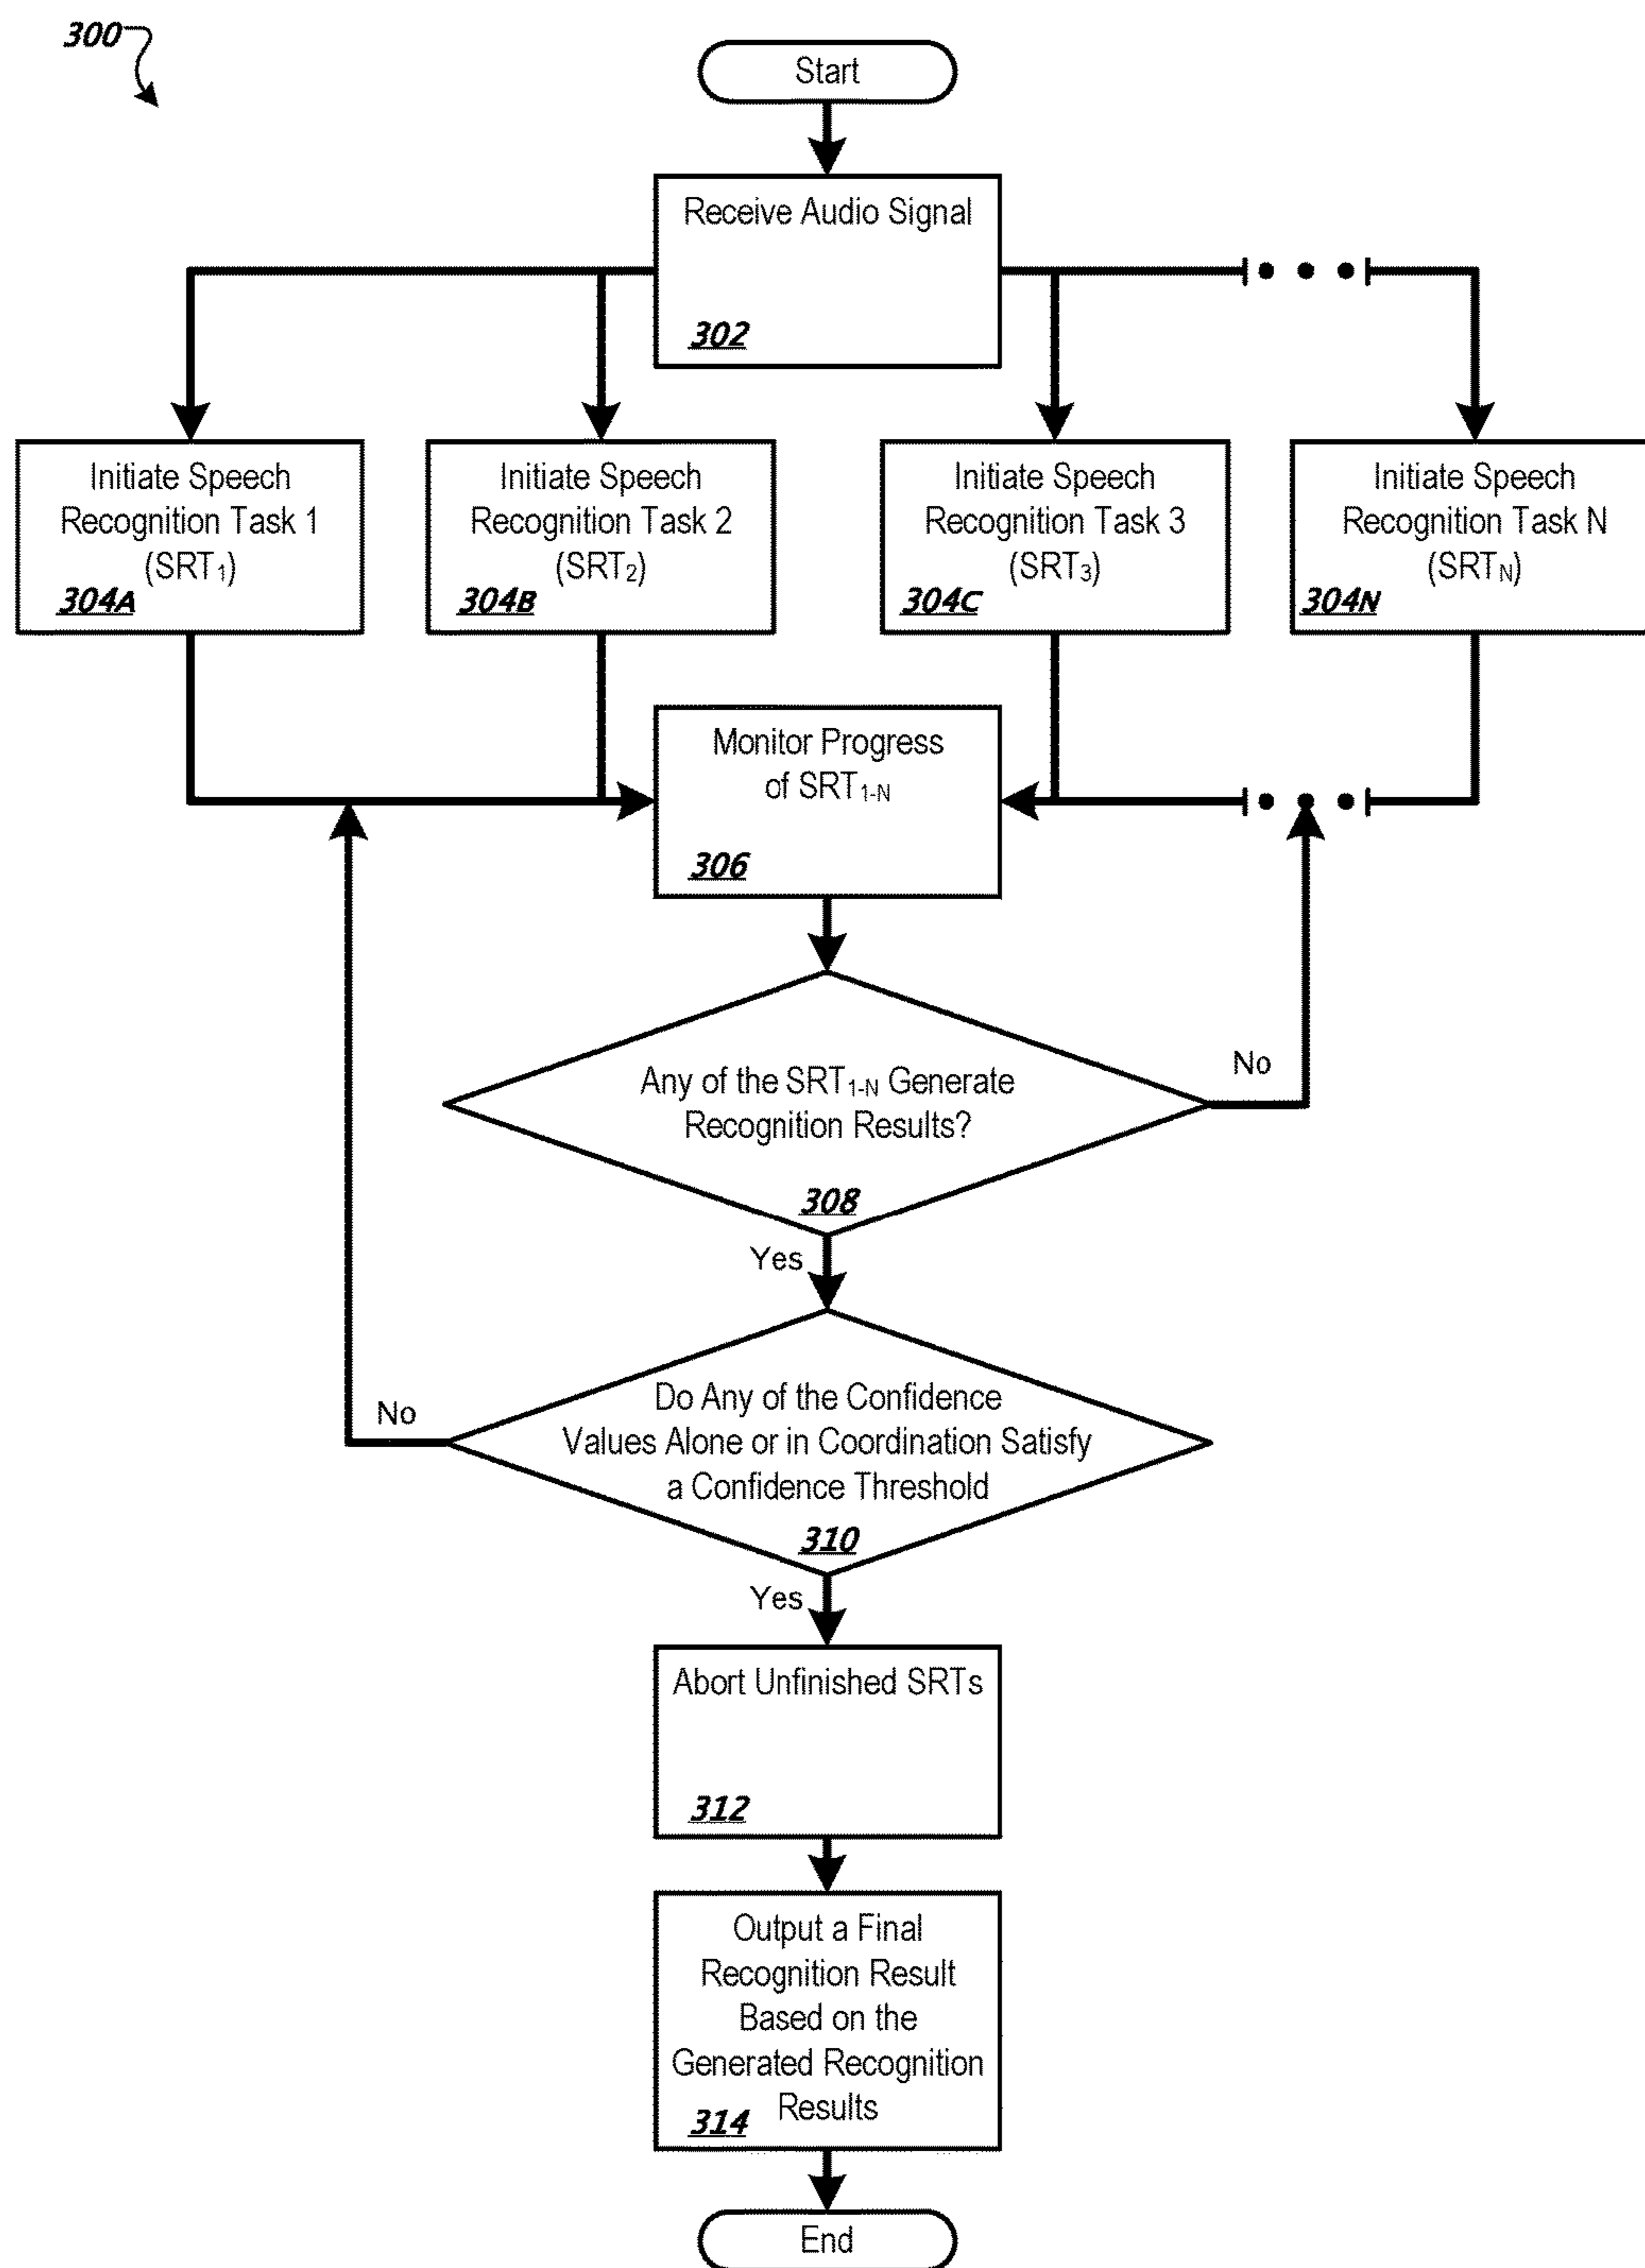 300
Start
Receive Audio Signal
302
Initiate Speech
Recognition Task 1
(SRT₁)
304A
Initiate Speech
Recognition Task 2
(SRT₂)
304B
Initiate Speech
Recognition Task 3
(SRT₃)
304C
Initiate Speech
Recognition Task N
(SRTN)
304N
Monitor Progress
of SRT1-N
306
Any of the SRT1-N Generate
Recognition Results?
308
No
Yes
Do Any of the Confidence
Values Alone or in Coordination Satisfy
a Confidence Threshold
310
No
Yes
Abort Unfinished SRTs
312
Output a Final
Recognition Result
Based on the
Generated Recognition
Results
314
End